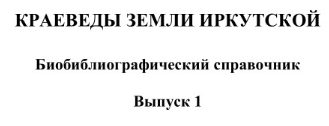 КРАЕВЕДЫ ЗЕМЛИ ИРКУТСКОЙ
Биобиблиографический справочник
Выпуск 1